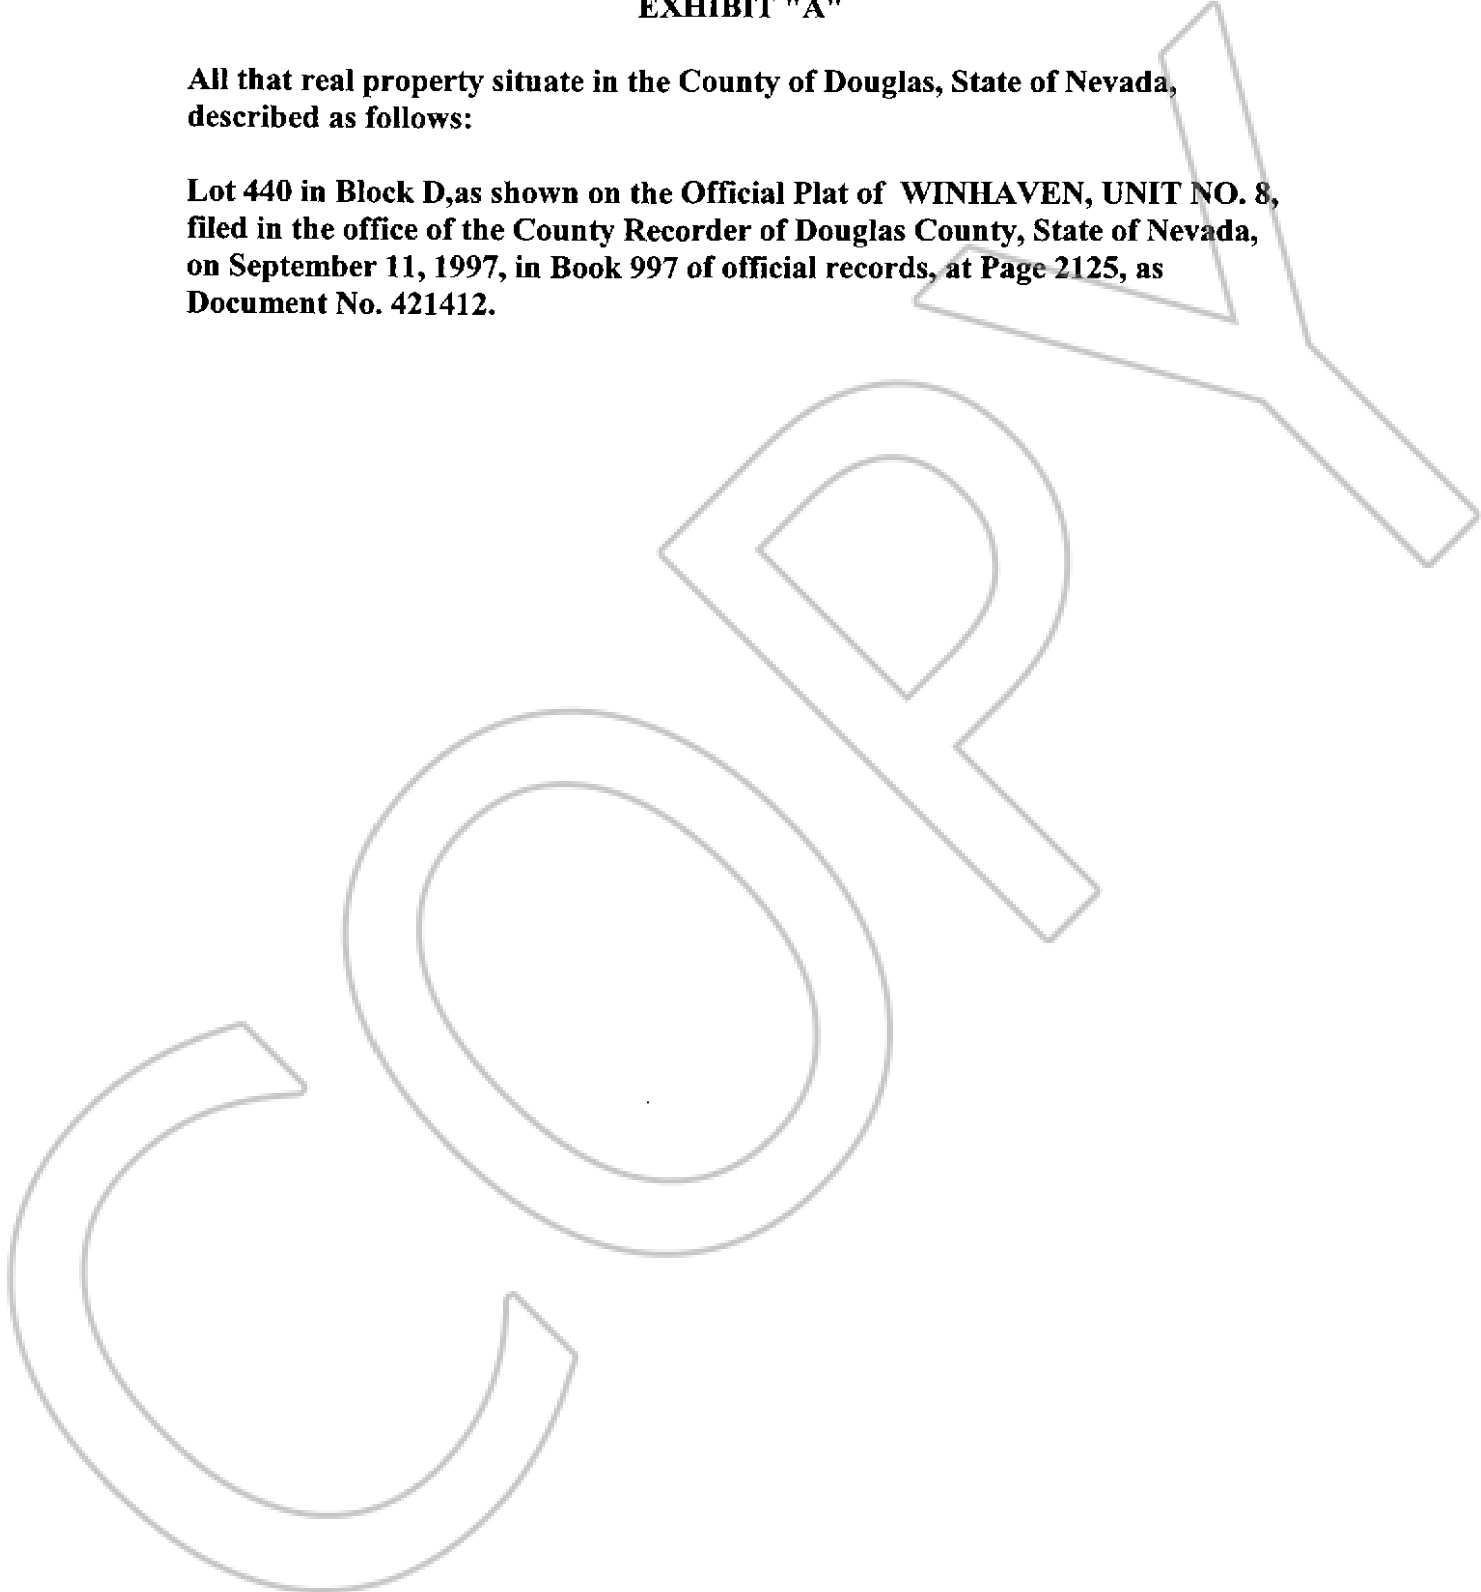 EXHIBIT "A"
All that real property situate in the County of Douglas, State of Nevada,
described as follows:
Lot 440 in Block D,as shown on the Official Plat of WINHAVEN, UNIT NO. 8,
filed in the office of the County Recorder of Douglas County, State of Nevada,
on September 11, 1997, in Book 997 of official records, at Page 2125, as
Document No. 421412.
COPY